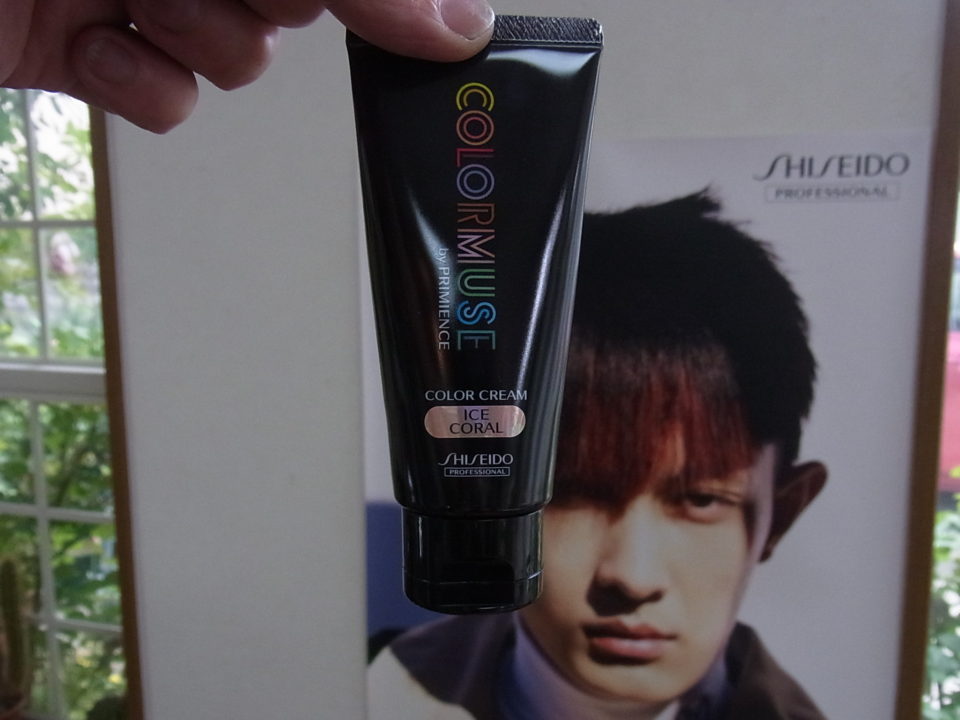 COLORMUSE
by PRIMIENCE
COLOR CREAM
ICE
CORAL
SHISEIDO
PROFESSIONAL
SHISEIDO
PROFESSIONAL